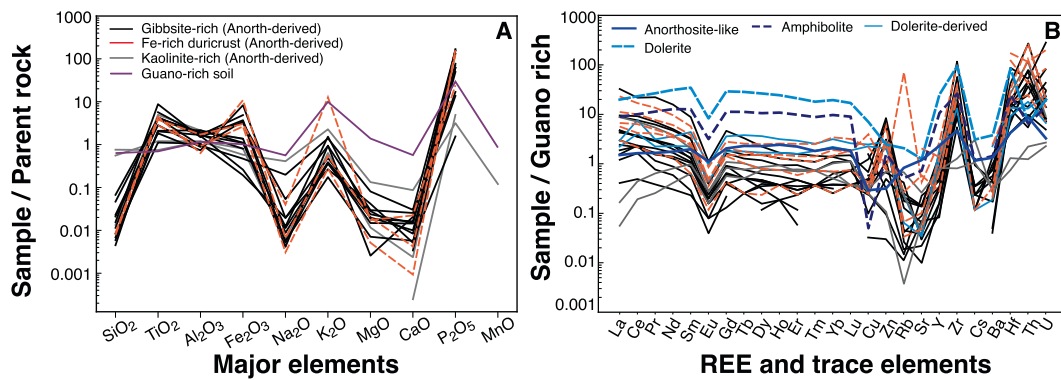 A
Gibbsite-rich (Anorth-derived)
Fe-rich duricrust (Anorth-derived)
Kaolinite-rich (Anorth-derived)
Guano-rich soil
Sample / Parent rock
1000
100
10
1
0.1
0.01
0.001
SiO2 TiO2 Al2O3 Fe2O3 Na2O K2O MgO CaO P2O5 MnO
Major elements
B
Anorthosite-like Amphibolite Dolerite-derived
Dolerite
Sample / Guano rich
1000
100
10
1
0.1
0.01
0.001
La Ce Pr Nd Sm Eu Gd Tb Dy Ho Er Tm Yb Lu Cu Zn Rb Sr Y Zr Cs Ba Hf Th U
REE and trace elements